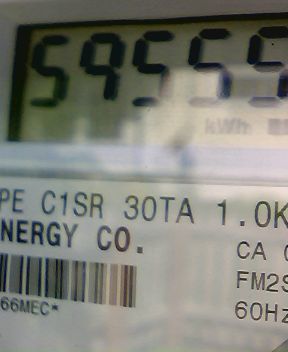 59555
kWh
PE C1SR 30TA 1.0K
NERGY CO.
CA
FM2S
66MEC*
60Hz